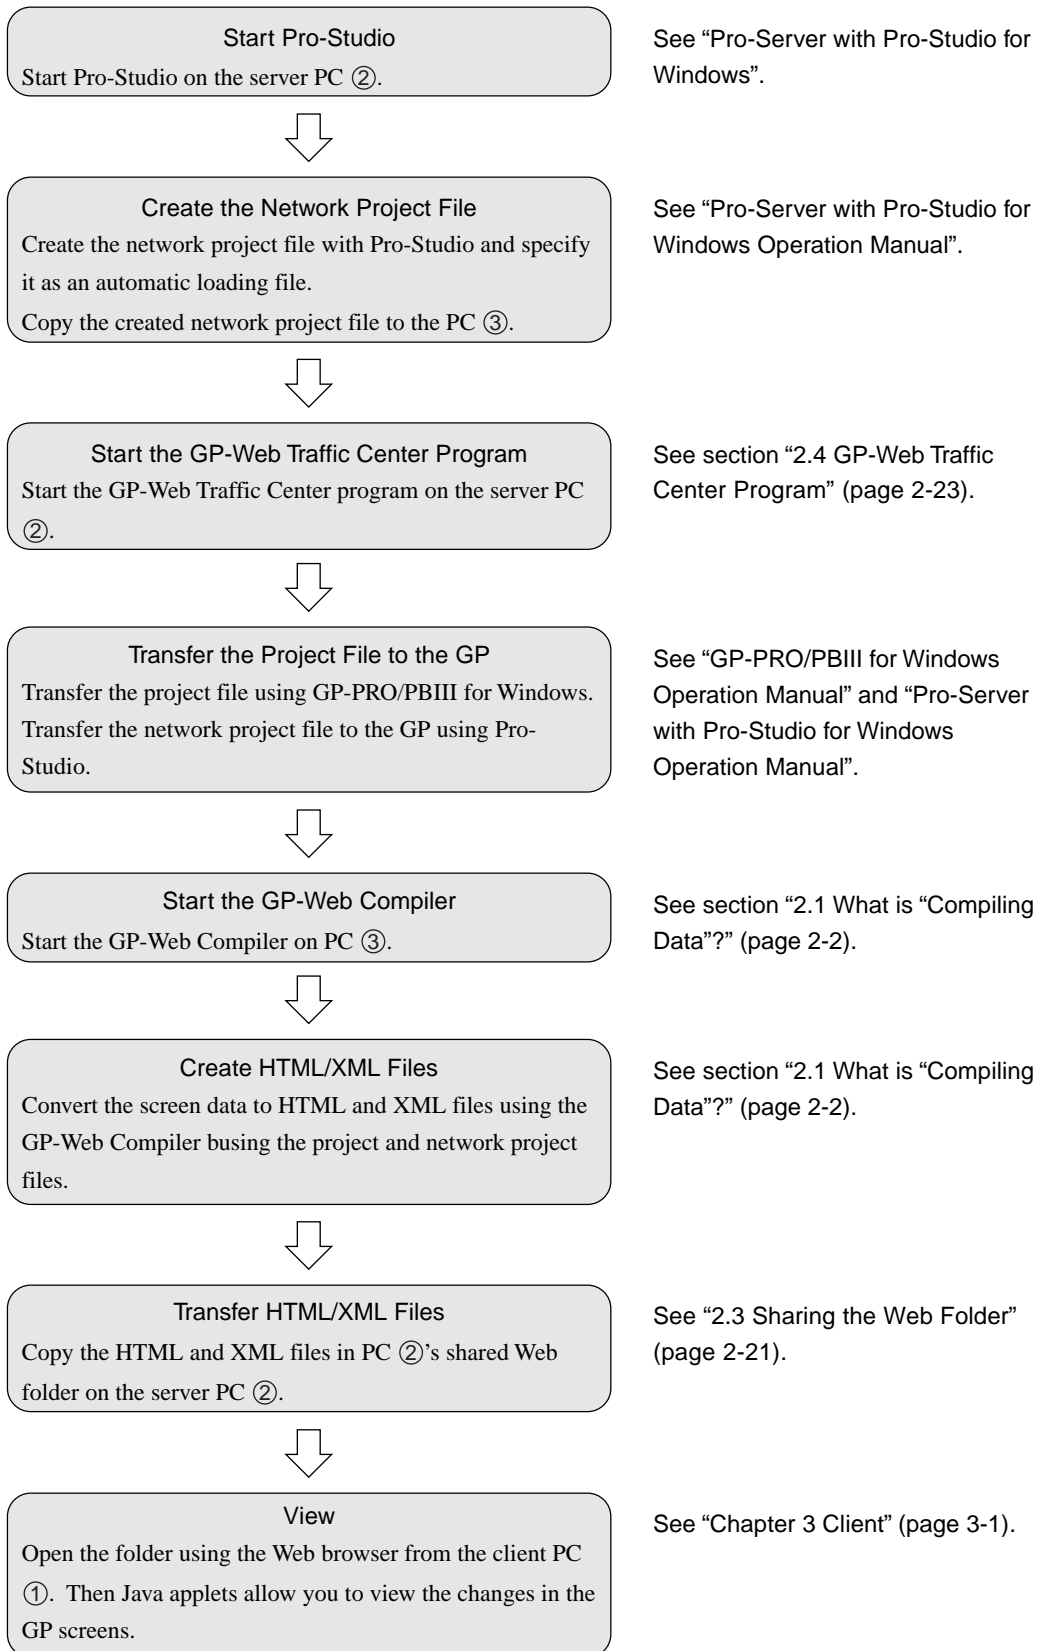 Start Pro-Studio
Start Pro-Studio on the server PC ②.
See “Pro-Server with Pro-Studio for
Windows”.
Create the Network Project File
Create the network project file with Pro-Studio and specify
it as an automatic loading file.
Copy the created network project file to the PC ③.
See “Pro-Server with Pro-Studio for
Windows Operation Manual”.
Start the GP-Web Traffic Center Program
Start the GP-Web Traffic Center program on the server PC
②.
See section “2.4 GP-Web Traffic
Center Program” (page 2-23).
Transfer the Project File to the GP
Transfer the project file using GP-PRO/PBIII for Windows.
Transfer the network project file to the GP using Pro-
Studio.
See “GP-PRO/PBIII for Windows
Operation Manual” and “Pro-Server
with Pro-Studio for Windows
Operation Manual”.
Start the GP-Web Compiler
Start the GP-Web Compiler on PC ③.
See section “2.1 What is “Compiling
Data”?” (page 2-2).
Create HTML/XML Files
Convert the screen data to HTML and XML files using the
GP-Web Compiler busing the project and network project
files.
See section “2.1 What is “Compiling
Data”?” (page 2-2).
Transfer HTML/XML Files
Copy the HTML and XML files in PC ②’s shared Web
folder on the server PC ②.
See “2.3 Sharing the Web Folder”
(page 2-21).
View
Open the folder using the Web browser from the client PC
①. Then Java applets allow you to view the changes in the
GP screens.
See “Chapter 3 Client” (page 3-1).